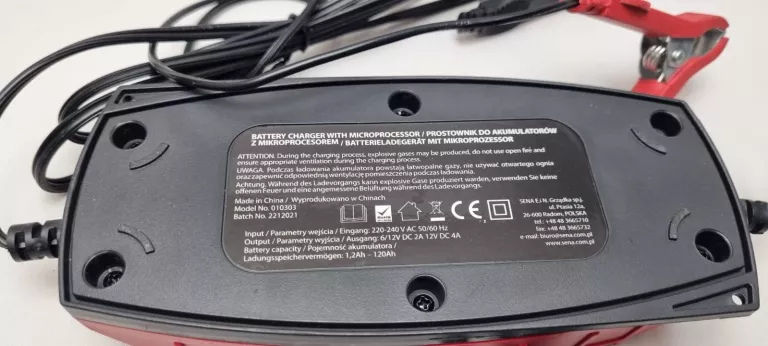 BATTERY CHARGER WITH MICROPROCESSOR / PROSTOWNIK DO AKUMULATORÓW
Z MIKROPROCESOREM / BATTERIELADEGERÄT MIT MIKROPROZESSOR
ATTENTION. During the charging process, explosive gases may be produced, do not use open fire and
ensure appropriate ventilation during the charging process.
UWAGA. Podczas ładowania akumulatora powstają łatwopalne gazy, nie używać otwartego ognia
oraz zapewnić odpowiednią wentylację pomieszczenia podczas ładowania.
Achtung. Während des Ladevorgangs kann explosive Gase produziert warden, verwenden Sie keine
offenen Feuer und eine angemessene Belüftung während des Ladevorgangs.
Made in China / Wyprodukowano w Chinach
Model No. 010303
Batch No. 2212021
Input / Parametry wejścia / Eingang: 220-240 V AC 50/60 Hz
Output / Parametry wyjścia / Ausgang: 6/12V DC 2A 12V DC 4A
Battery capacity / Pojemność akumulatora /
Ladungsspeichervermögen: 1,2Ah - 120Ah
CE
SENA E.J.N. Grządka spj.
ul. Ptasia 12a,
26-600 Radom, POLSKA
tel.: +48 48 3665710
fax: +48 48 3665732
e-mail: biuro@sena.com.pl
www.sena.com.pl